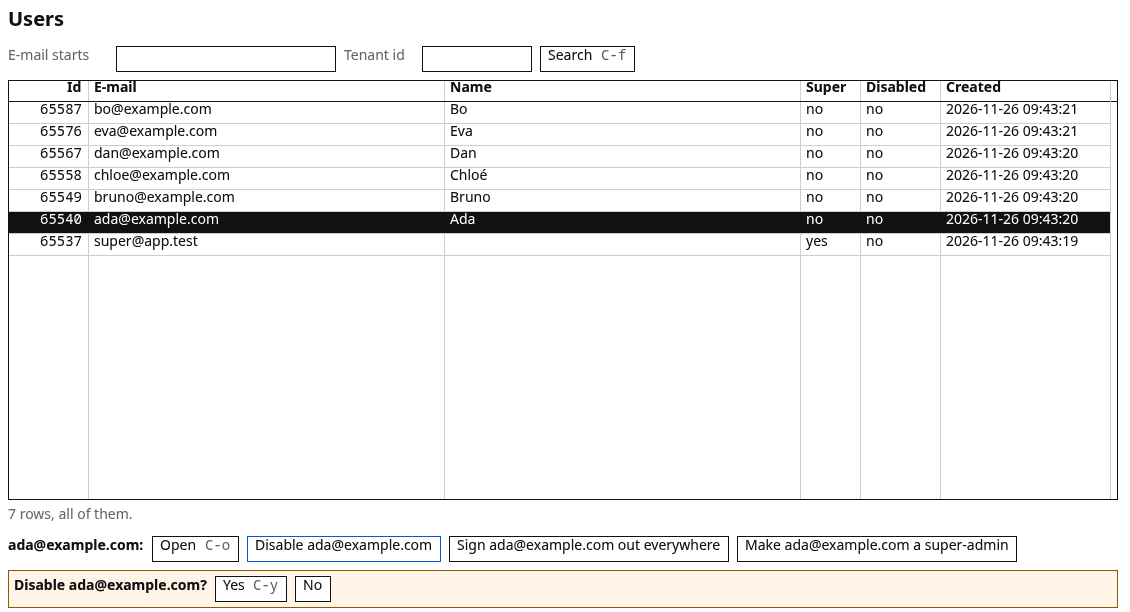 Users
E-mail starts Tenant id Search C-f
Id E-mail Name Super Disabled Created
65587 bo@example.com Bo no no 2026-11-26 09:43:21
65576 eva@example.com Eva no no 2026-11-26 09:43:21
65567 dan@example.com Dan no no 2026-11-26 09:43:20
65558 chloe@example.com Chloé no no 2026-11-26 09:43:20
65549 bruno@example.com Bruno no no 2026-11-26 09:43:20
65540 ada@example.com Ada no no 2026-11-26 09:43:20
65537 super@app.test yes no 2026-11-26 09:43:19
7 rows, all of them.
ada@example.com: Open C-o Disable ada@example.com Sign ada@example.com out everywhere Make ada@example.com a super-admin
Disable ada@example.com? Yes C-y No